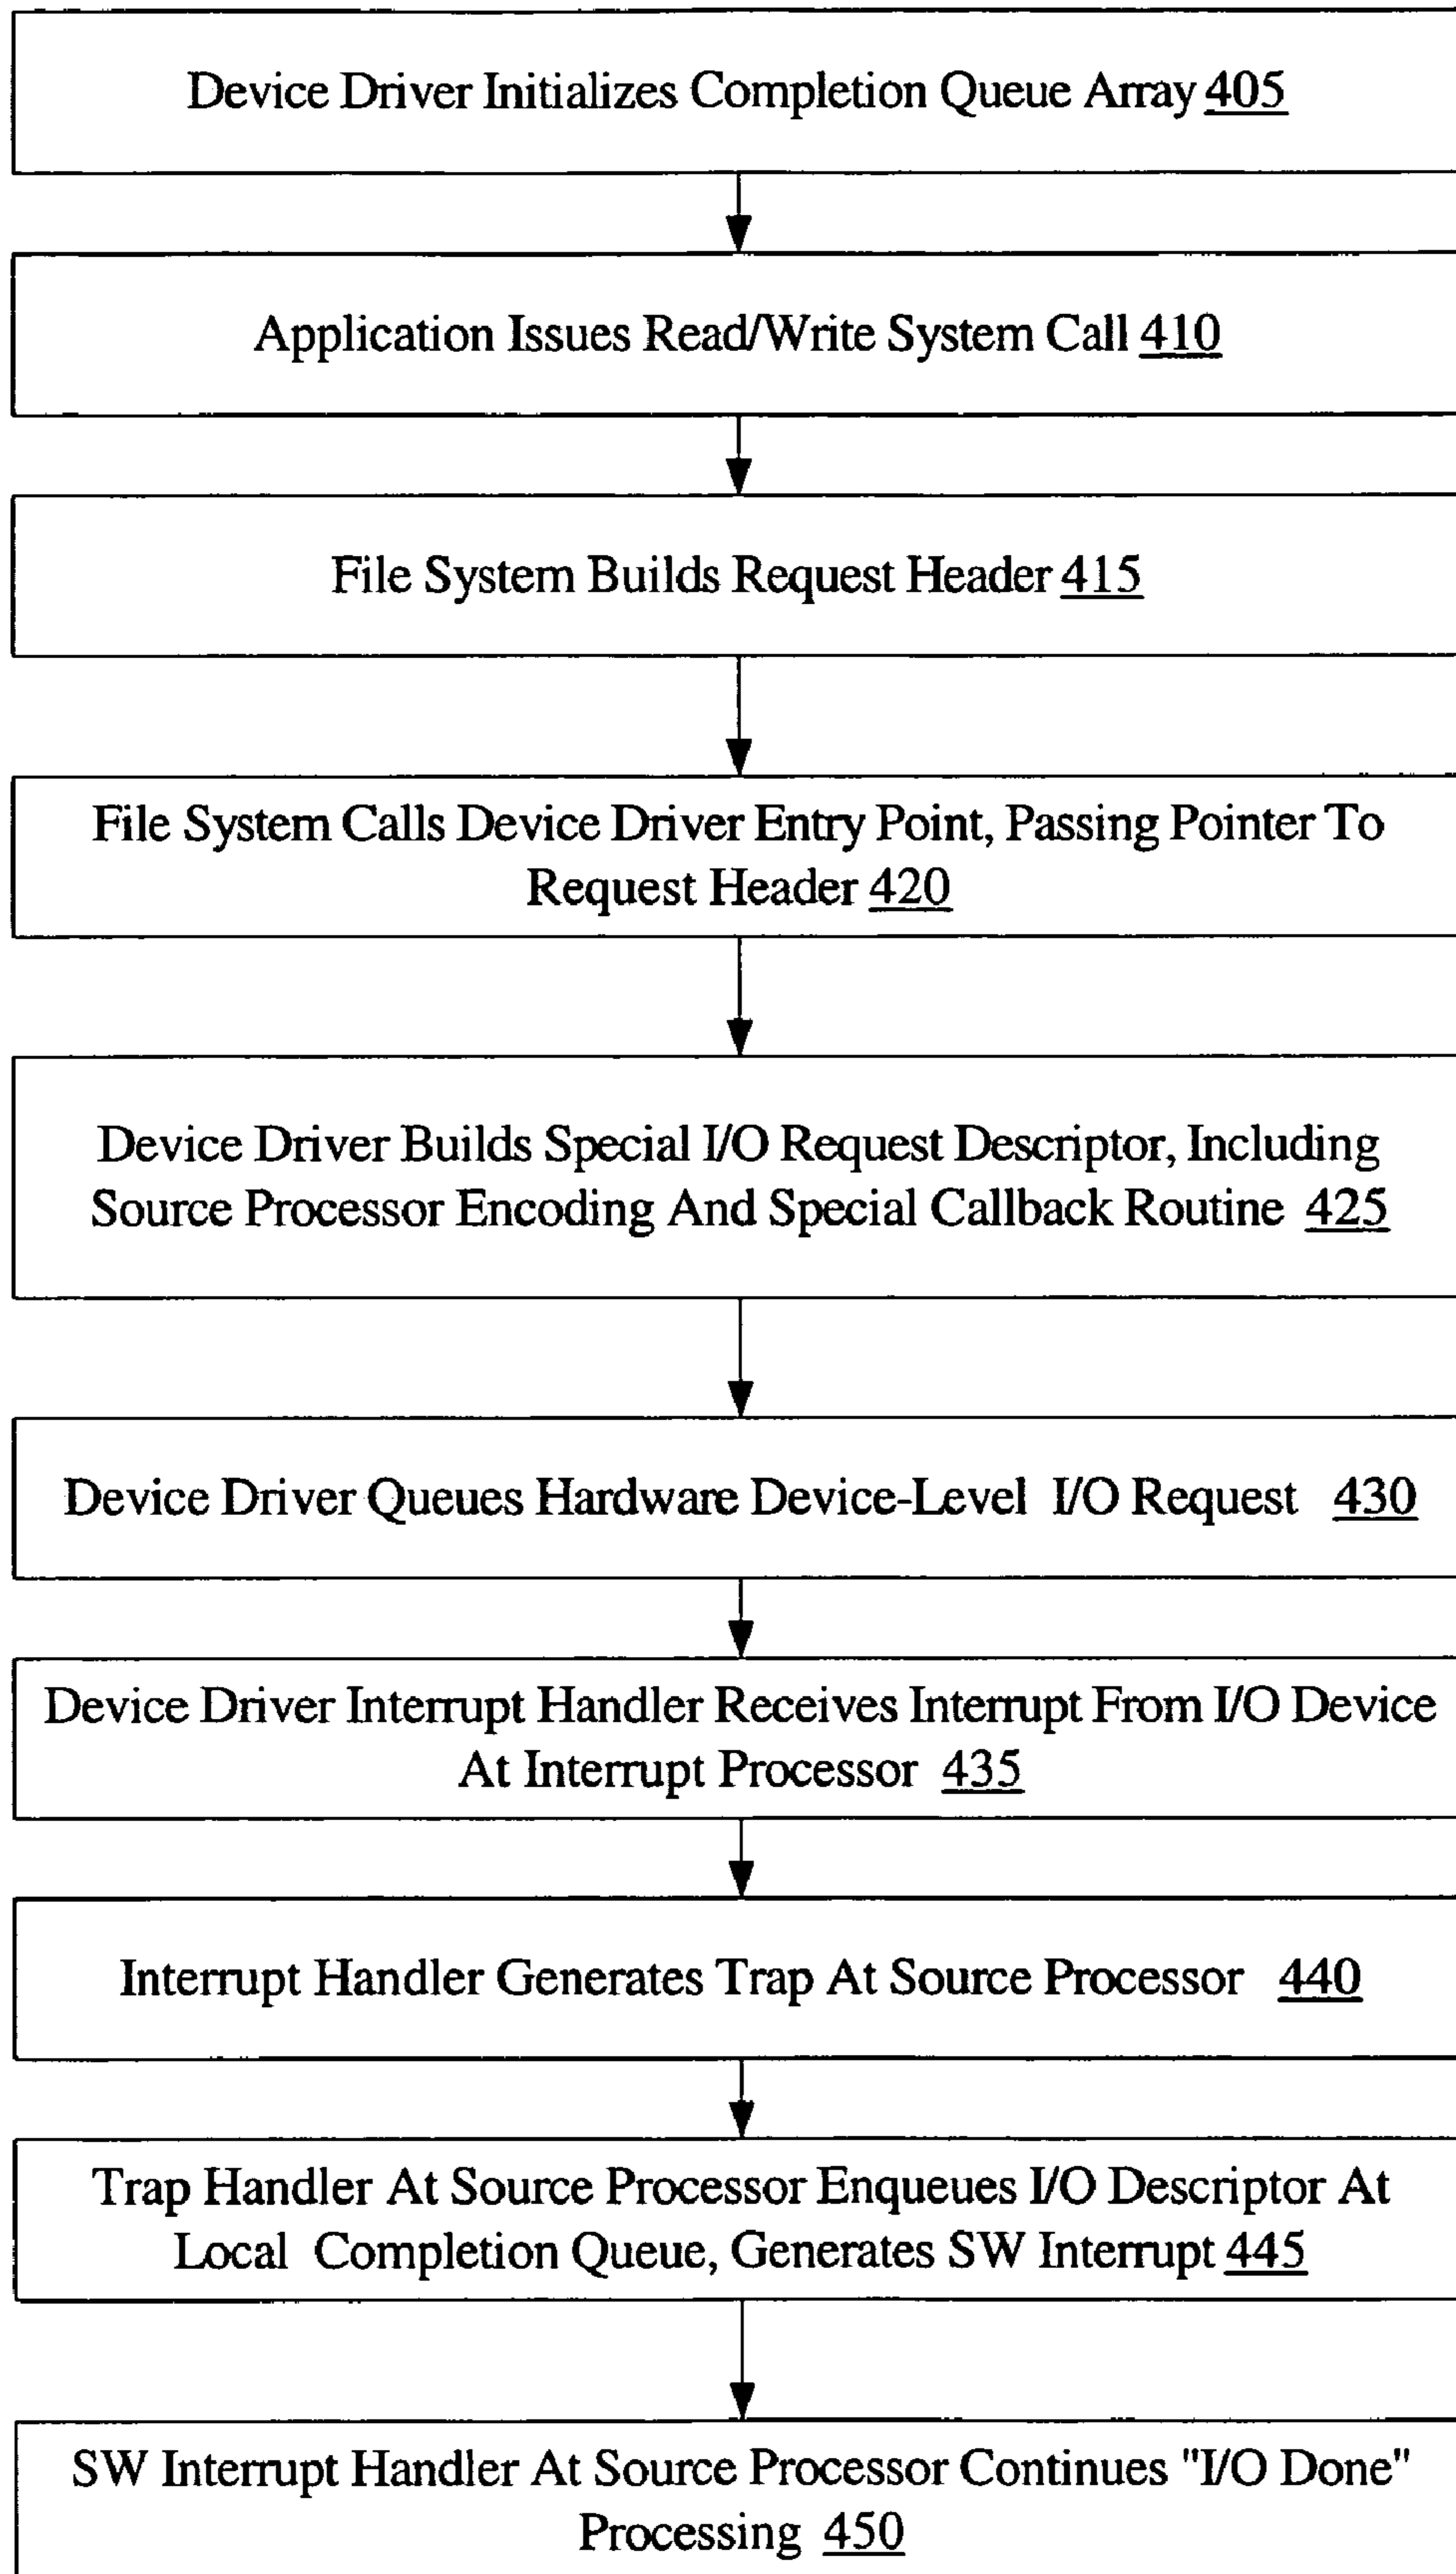 Device Driver Initializes Completion Queue Array 405
Application Issues Read/Write System Call 410
File System Builds Request Header 415
File System Calls Device Driver Entry Point, Passing Pointer To
Request Header 420
Device Driver Builds Special I/O Request Descriptor, Including
Source Processor Encoding And Special Callback Routine 425
Device Driver Queues Hardware Device-Level I/O Request 430
Device Driver Interrupt Handler Receives Interrupt From I/O Device
At Interrupt Processor 435
Interrupt Handler Generates Trap At Source Processor 440
Trap Handler At Source Processor Enqueues I/O Descriptor At
Local Completion Queue, Generates SW Interrupt 445
SW Interrupt Handler At Source Processor Continues "I/O Done"
Processing 450